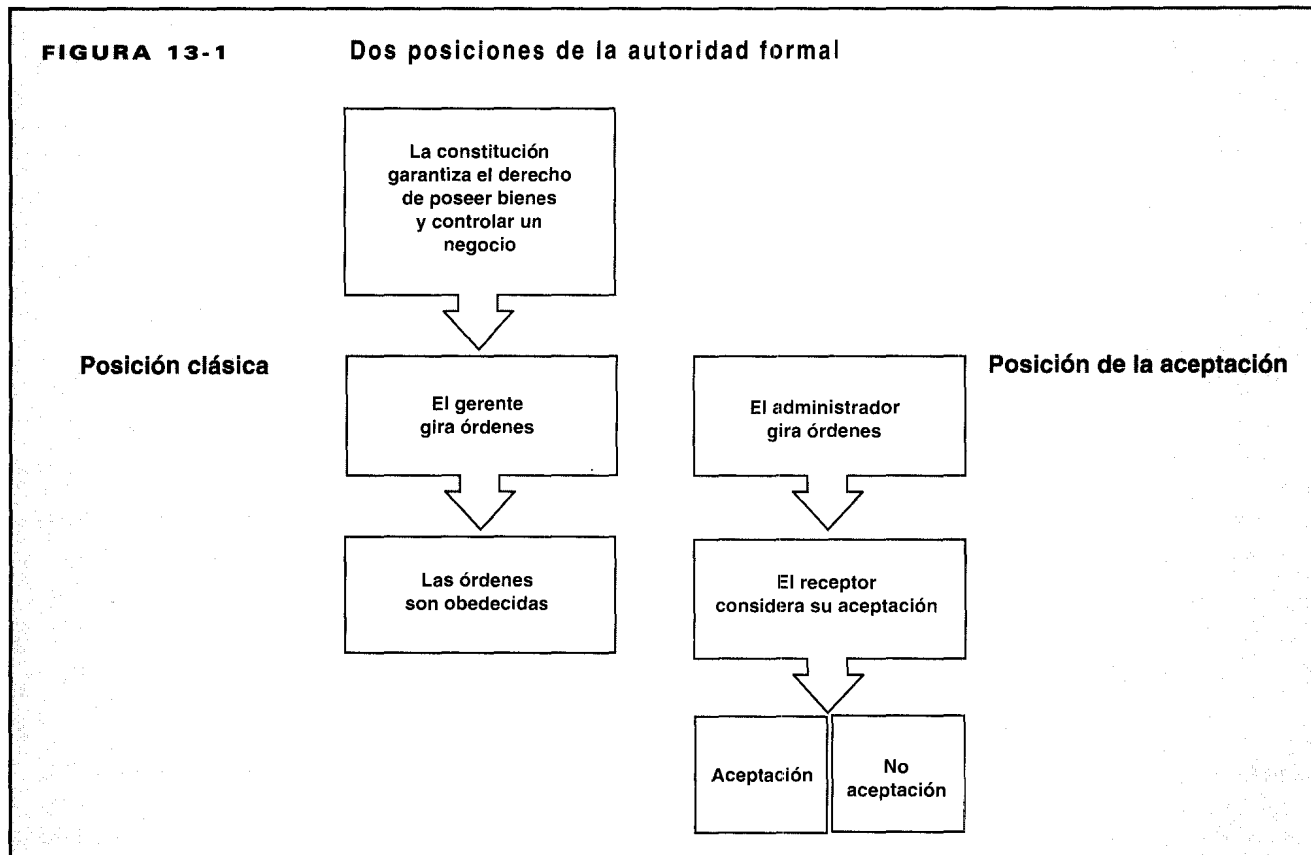 FIGURA 13-1 Dos posiciones de la autoridad formal
La constitución
garantiza el derecho
de poseer bienes
y controlar un
negocio
Posición clásica
El gerente
gira órdenes
Las órdenes
son obedecidas
Posición de la aceptación
El administrador
gira órdenes
El receptor
considera su aceptación
Aceptación
No
aceptación